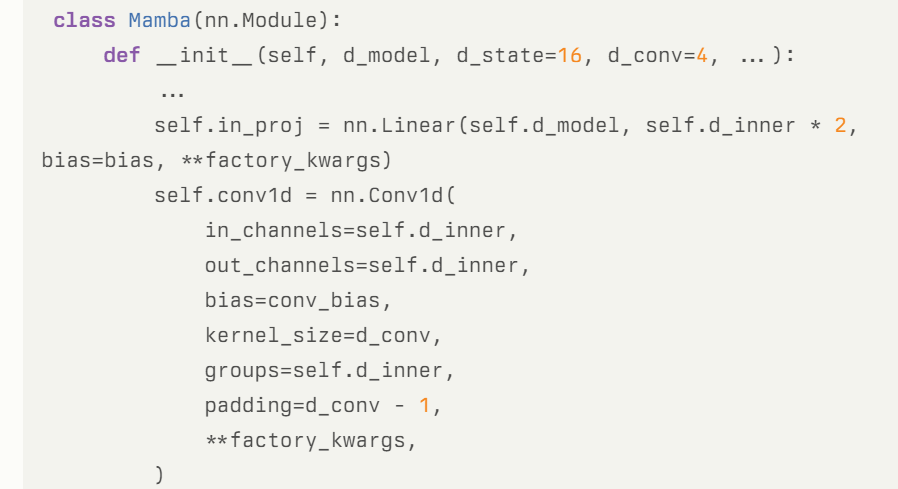 class Mamba(nn.Module):
    def __init__(self, d_model, d_state=16, d_conv=4, ...):
        ...
        self.in_proj = nn.Linear(self.d_model, self.d_inner * 2,
bias=bias, **factory_kwargs)
        self.conv1d = nn.Conv1d(
            in_channels=self.d_inner,
            out_channels=self.d_inner,
            bias=conv_bias,
            kernel_size=d_conv,
            groups=self.d_inner,
            padding=d_conv - 1,
            **factory_kwargs,
        )